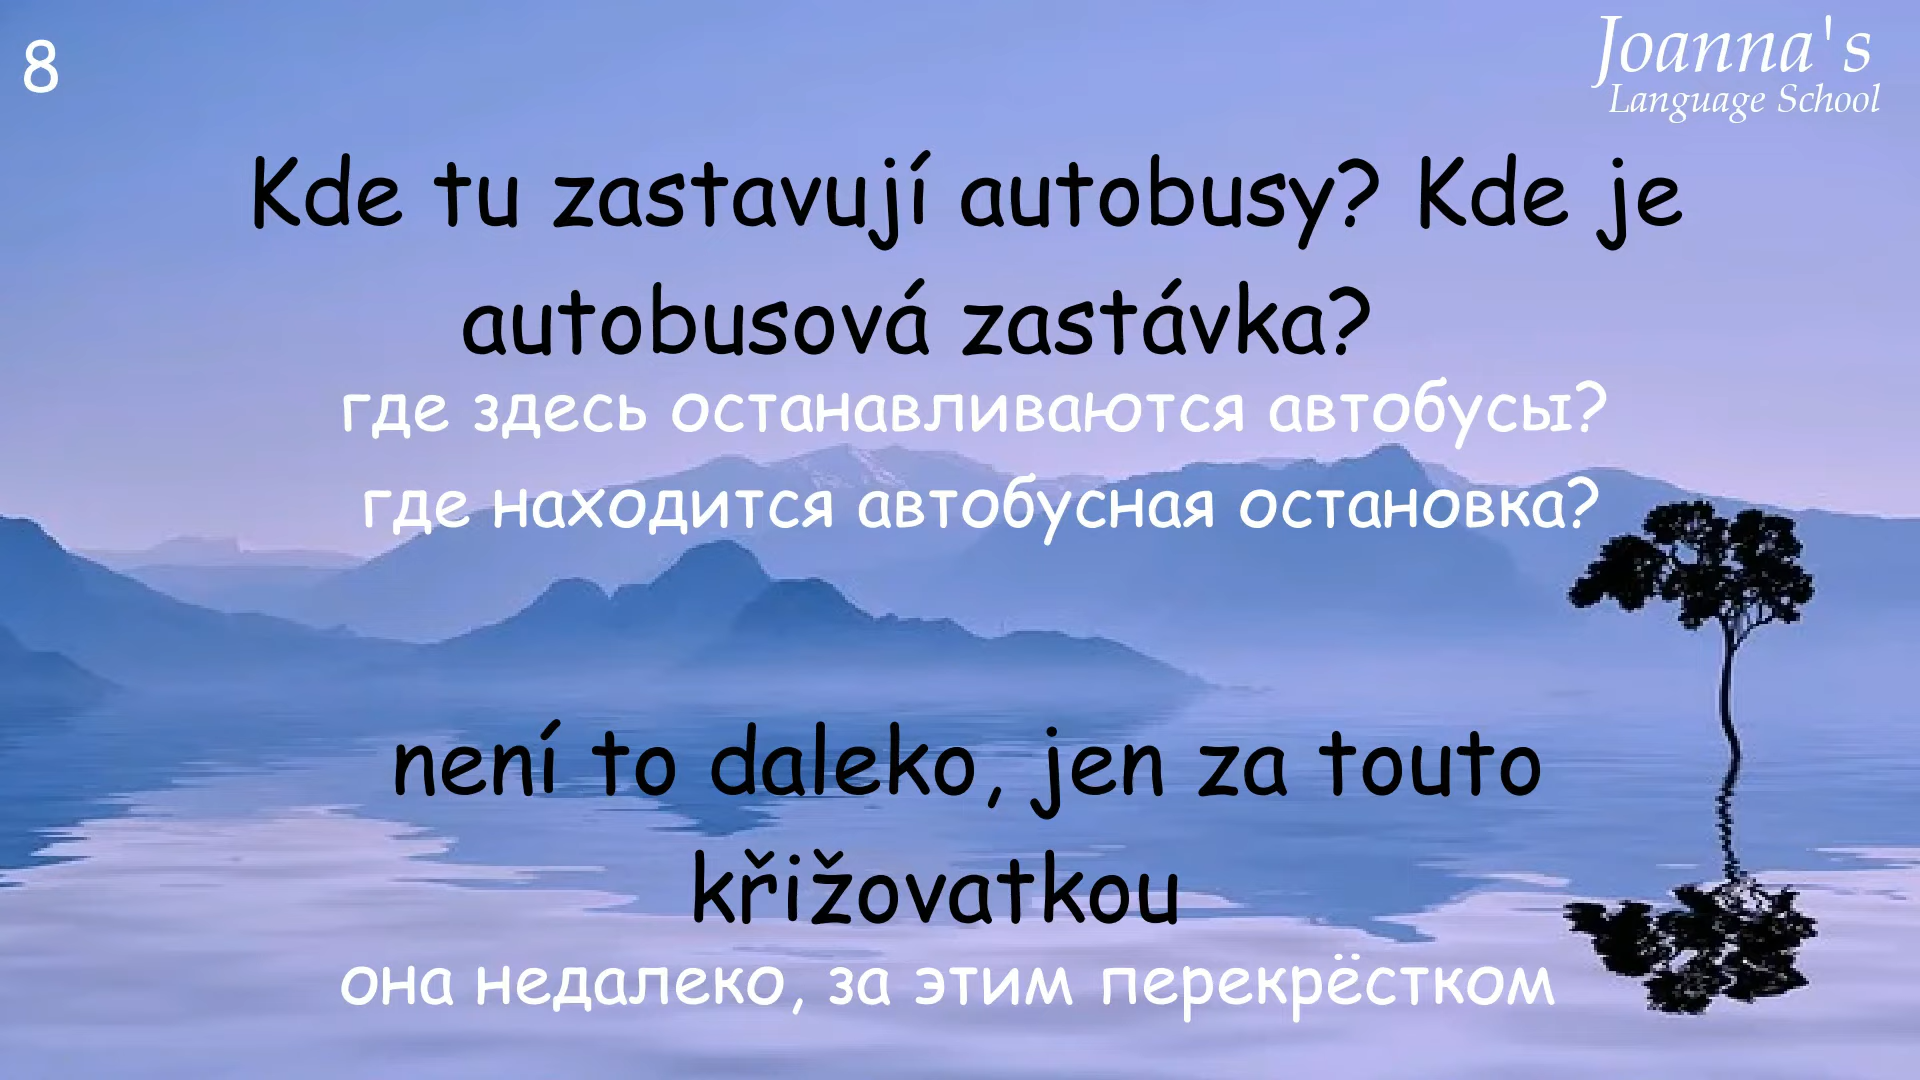 8
Joanna's
Language School
Kde tu zastavují autobusy? Kde je
autobusová zastávka?
где здесь останавливаются автобусы?
где находится автобусная остановка?
není to daleko, jen za touto
křižovatkou
она недалеко, за этим перекрёстком